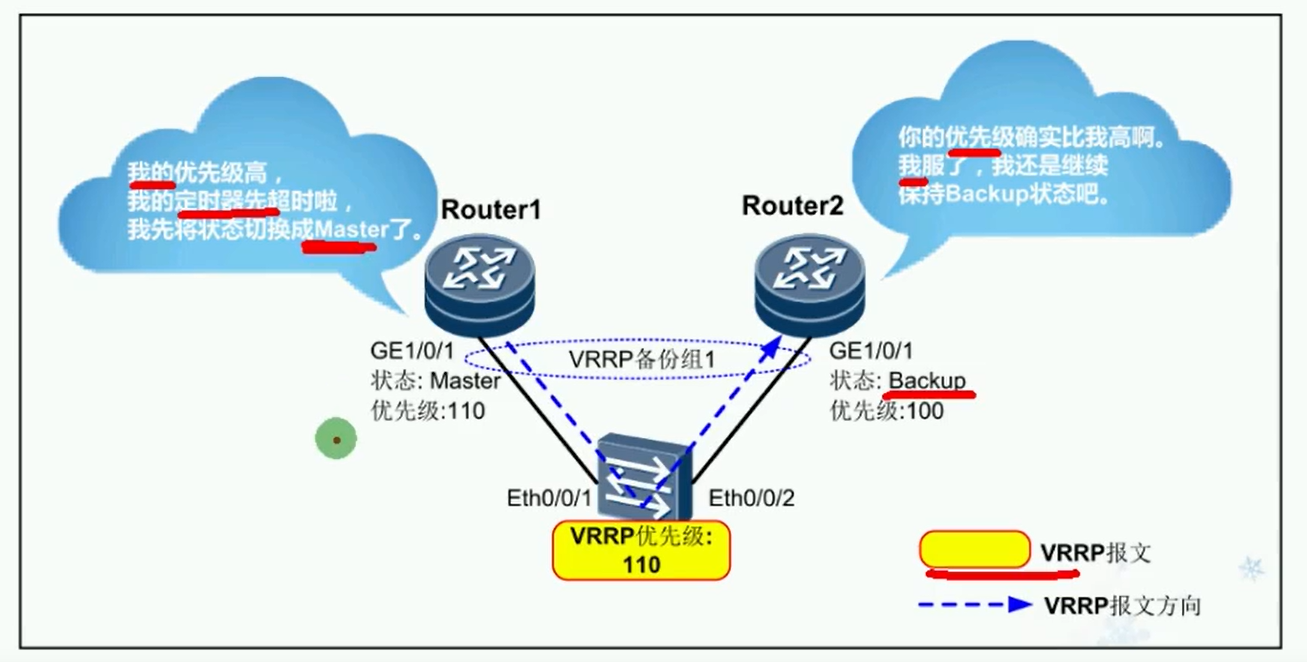 我的优先级高，
我的定时器先超时啦，
我先将状态切换成Master了。
你的优先级确实比我高啊。
我服了，我还是继续
保持Backup状态吧。
Router1
Router2
GE1/0/1
状态: Master
优先级:110
VRRP备份组1
GE1/0/1
状态: Backup
优先级:100
Eth0/0/1
Eth0/0/2
VRRP优先级:
110
VRRP报文
VRRP报文方向